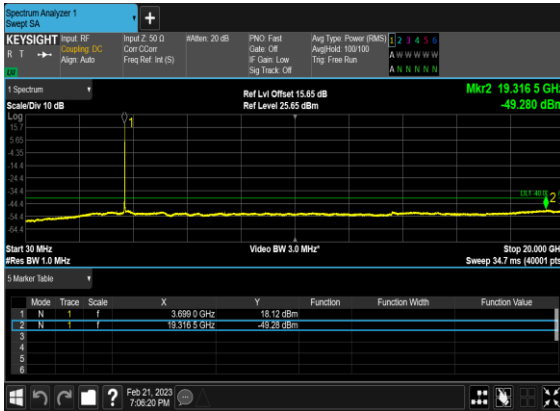 Spectrum Analyzer 1
Swept SA
+
KEYSIGHT
R T
Input: RF
Coupling: DC
Align: Auto
Input Z: 50 Ω
Corr CCorr
Freq Ref: Int (S)
#Atten: 20 dB
PNO: Fast
Gate: Off
IF Gain: Low
Sig Track: Off
Avg Type: Power (RMS)
Avg|Hold: 100/100
Trig: Free Run
1 2 3 4 5 6
A W W W W W
A N N N N N
1 Spectrum
Scale/Div 10 dB
Ref Lvl Offset 15.65 dB
Ref Level 25.65 dBm
Mkr2 19.316 5 GHz
-49.280 dBm
Log
15.7
5.65
-4.35
-14.4
-24.4
-34.4
-44.4
-54.4
-64.4
1
2
Start 30 MHz
#Res BW 1.0 MHz
Video BW 3.0 MHz*
Stop 20.000 GHz
Sweep 34.7 ms (40001 pts)
5 Marker Table
Mode Trace Scale X Y Function Function Width Function Value
1 N 1 f 3.699 0 GHz 18.12 dBm
2 N 1 f 19.316 5 GHz -49.28 dBm
3
4
5
6
?
Feb 21, 2023
7:06:20 PM